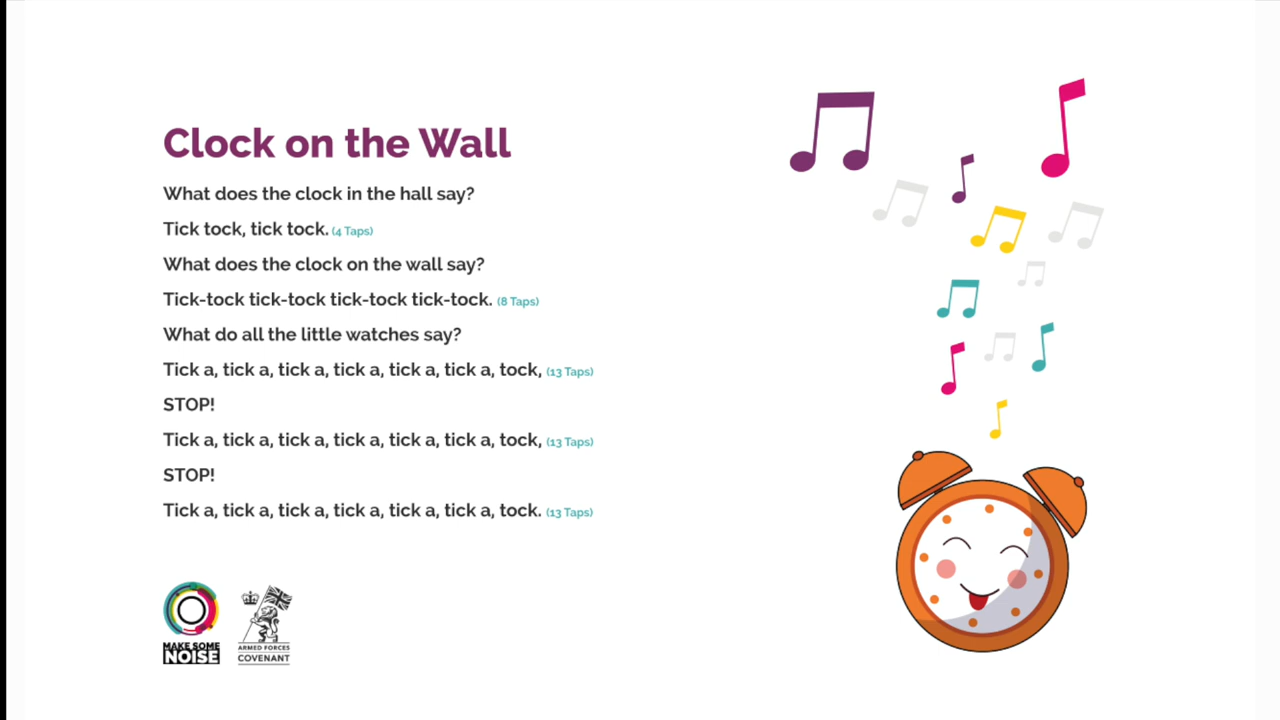 Clock on the Wall
What does the clock in the hall say?
Tick tock, tick tock. (4 Taps)
What does the clock on the wall say?
Tick-tock tick-tock tick-tock tick-tock. (8 Taps)
What do all the little watches say?
Tick a, tick a, tick a, tick a, tick a, tick a, tock, (13 Taps)
STOP!
Tick a, tick a, tick a, tick a, tick a, tick a, tock, (13 Taps)
STOP!
Tick a, tick a, tick a, tick a, tick a, tick a, tock. (13 Taps)
MAKE SOME
NOISE
ARMED FORCES
COVENANT